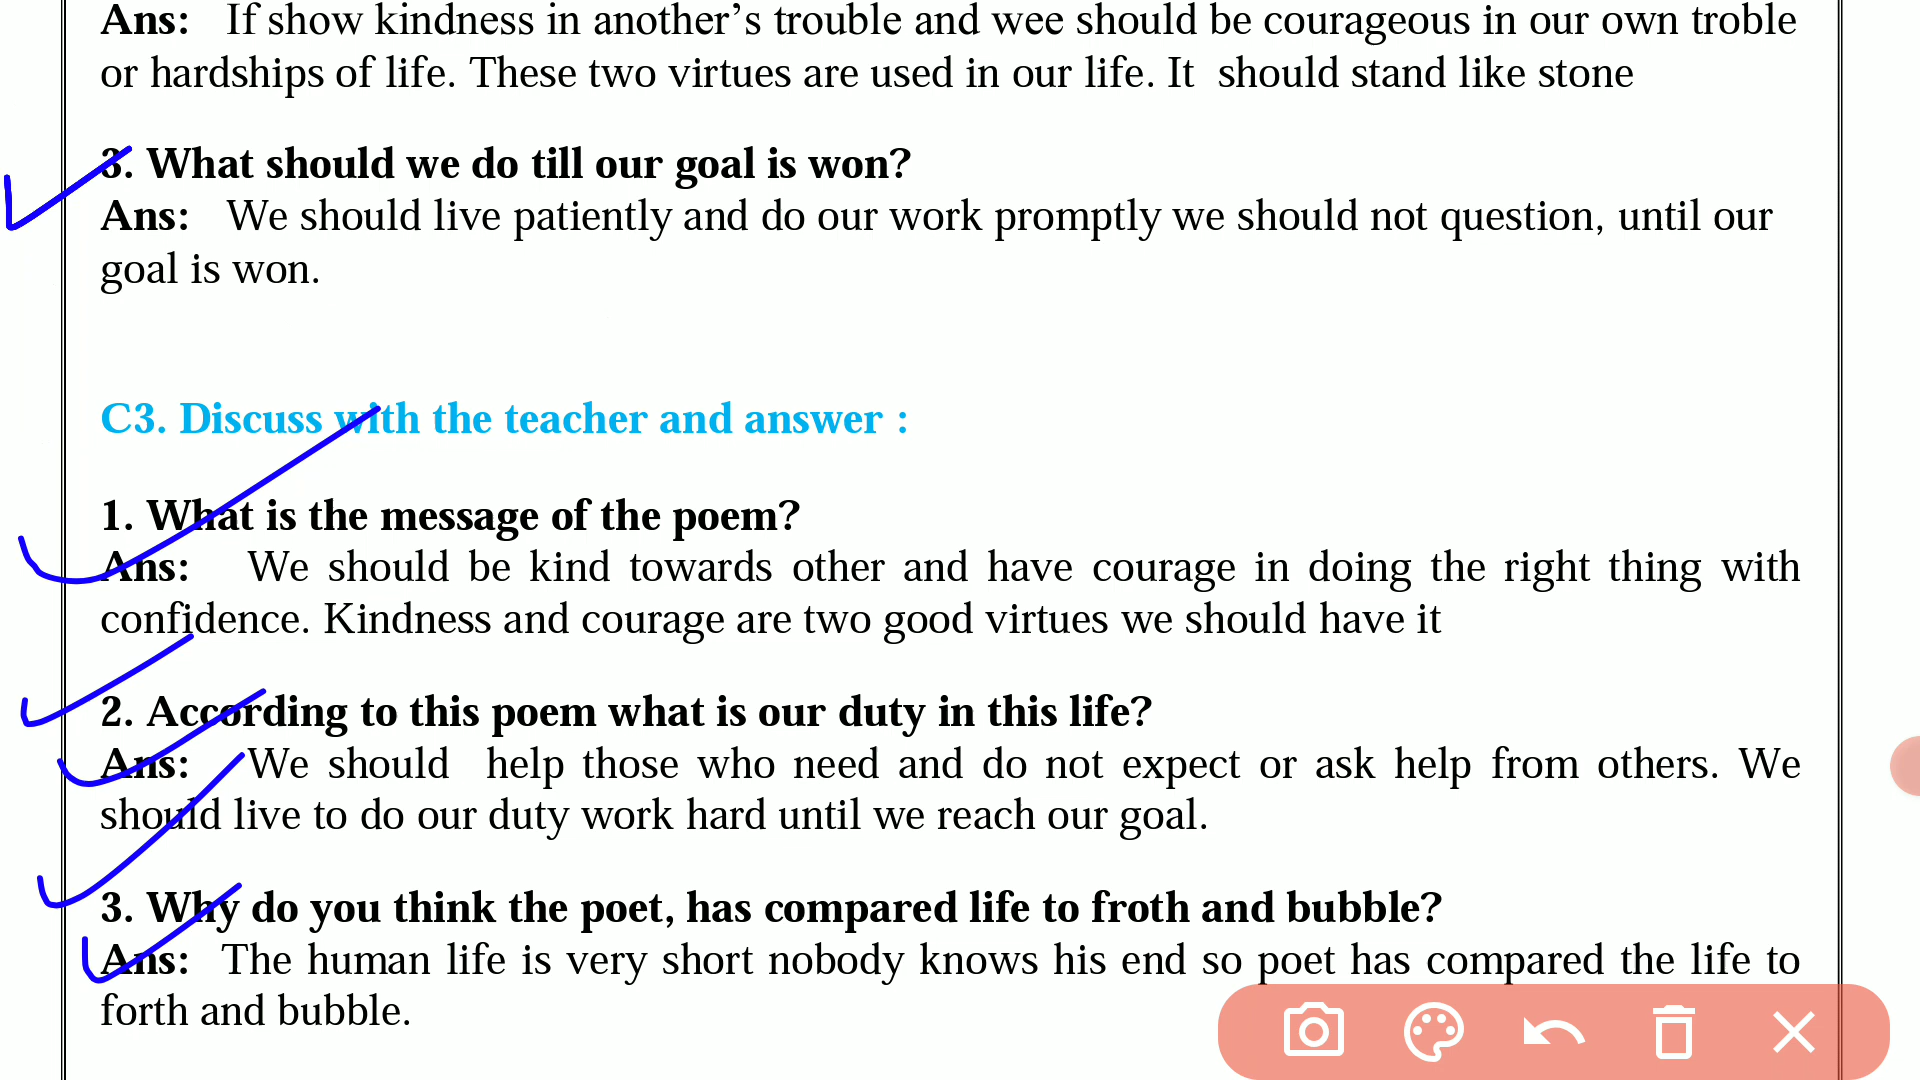 Ans: If show kindness in another’s trouble and wee should be courageous in our own troble
or hardships of life. These two virtues are used in our life. It should stand like stone
3. What should we do till our goal is won?
Ans: We should live patiently and do our work promptly we should not question, until our
goal is won.
C3. Discuss with the teacher and answer :
1. What is the message of the poem?
Ans: We should be kind towards other and have courage in doing the right thing with
confidence. Kindness and courage are two good virtues we should have it
2. According to this poem what is our duty in this life?
Ans: We should help those who need and do not expect or ask help from others. We
should live to do our duty work hard until we reach our goal.
3. Why do you think the poet, has compared life to froth and bubble?
Ans: The human life is very short nobody knows his end so poet has compared the life to
forth and bubble.